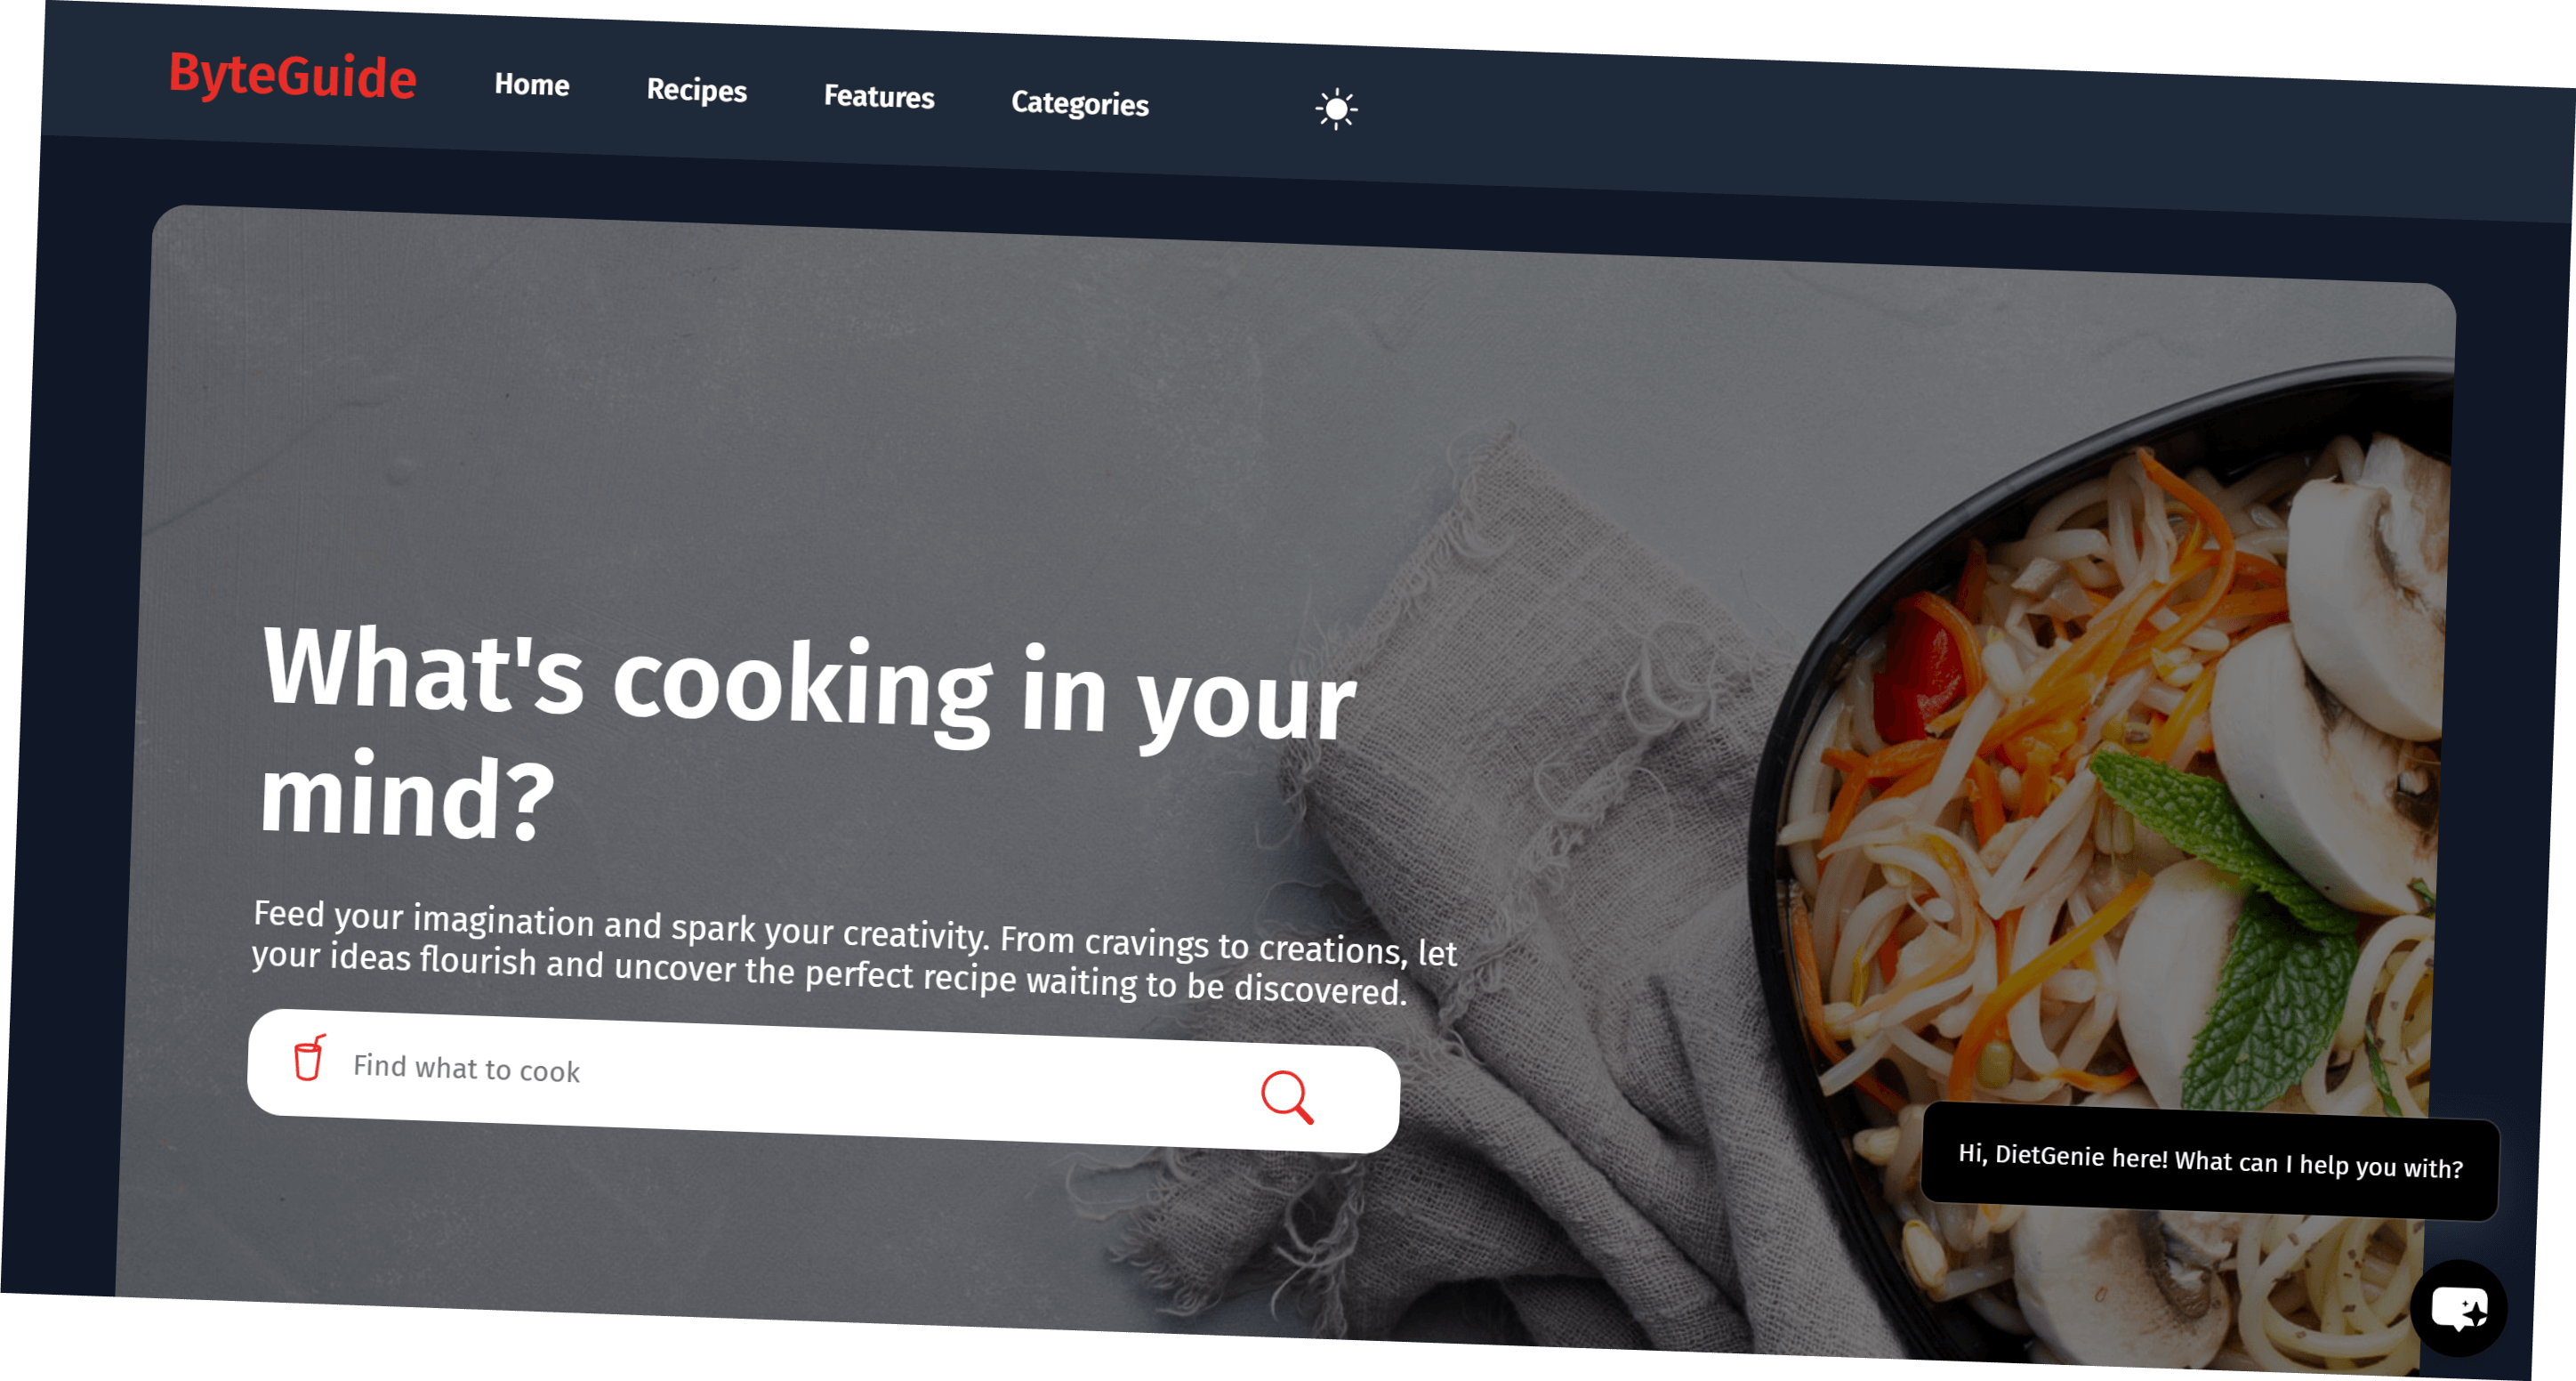 ByteGuide
Home
Recipes
Features
Categories
What's cooking in your
mind?
Feed your imagination and spark your creativity. From cravings to creations, let
your ideas flourish and uncover the perfect recipe waiting to be discovered.
Find what to cook
Hi, DietGenie here! What can I help you with?